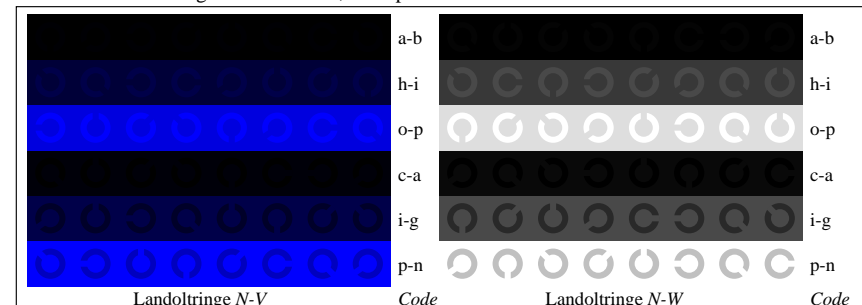 a-b a-b
h-i h-i
o-p o-p
c-a c-a
i-g i-g
p-n p-n
Landoltringe N-V Code Landoltringe N-W Code